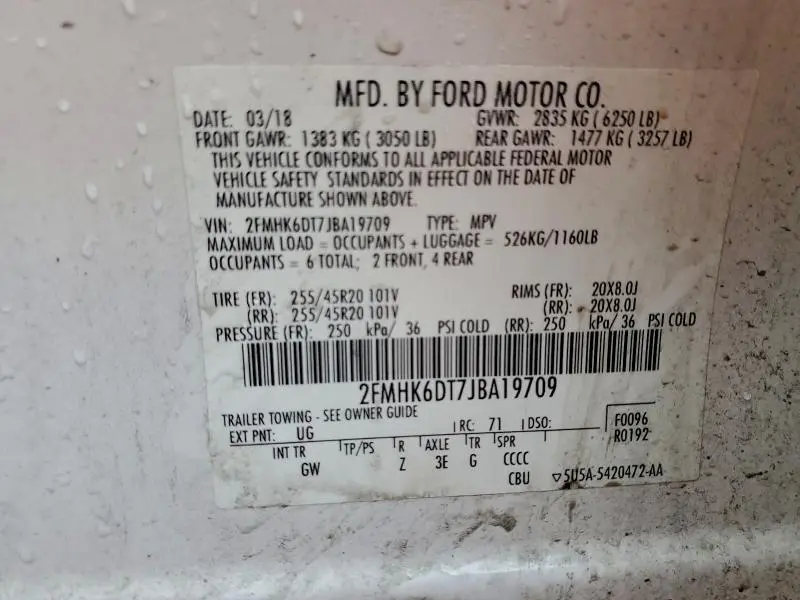 MFD. BY FORD MOTOR CO.
DATE: 03/18 GVWR: 2835 KG ( 6250 LB)
FRONT GAWR: 1383 KG ( 3050 LB) REAR GAWR: 1477 KG ( 3257 LB)
THIS VEHICLE CONFORMS TO ALL APPLICABLE FEDERAL MOTOR
VEHICLE SAFETY STANDARDS IN EFFECT ON THE DATE OF
MANUFACTURE SHOWN ABOVE.
VIN: 2FMHK6DT7JBA19709 TYPE: MPV
MAXIMUM LOAD = OCCUPANTS + LUGGAGE = 526KG/1160LB
OCCUPANTS = 6 TOTAL; 2 FRONT, 4 REAR
TIRE (FR): 255/45R20 101V RIMS (FR): 20X8.0J
(RR): 255/45R20 101V (RR): 20X8.0J
PRESSURE (FR): 250 kPa/ 36 PSI COLD (RR): 250 kPa/ 36 PSI COLD
2FMHK6DT7JBA19709
TRAILER TOWING - SEE OWNER GUIDE
EXT PNT: UG RC: 71 DSO: F0096
R0192
INT TR TP/PS R AXLE TR SPR
GW Z 3E G CCCC
CBU ▽5U5A-5420472-AA